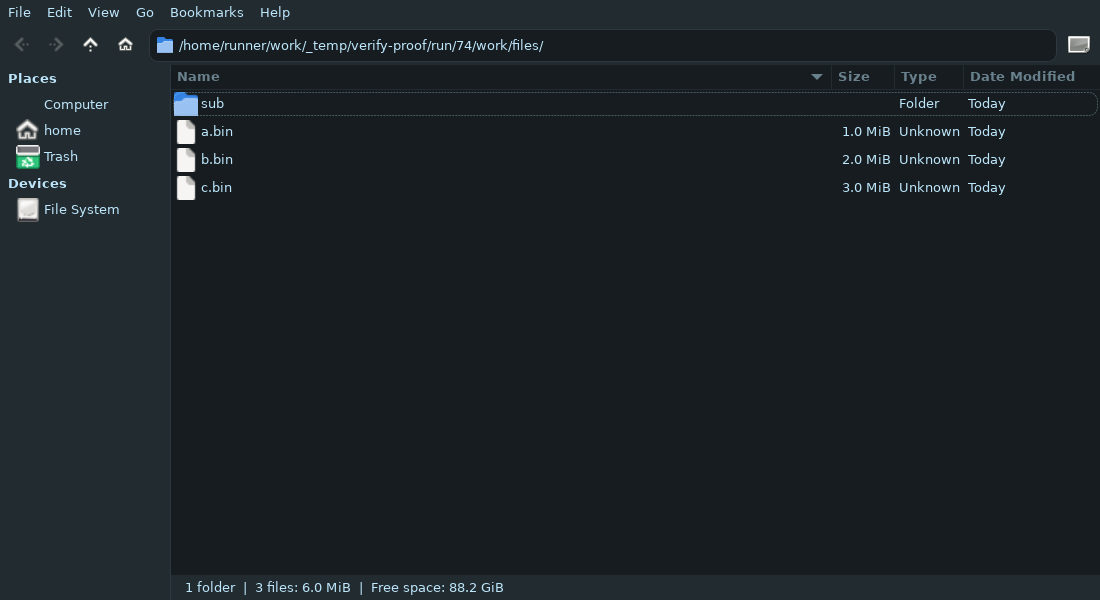 File Edit View Go Bookmarks Help
/home/runner/work/_temp/verify-proof/run/74/work/files/
Places
Computer
home
Trash
Devices
File System
Name Size Type Date Modified
sub Folder Today
a.bin 1.0 MiB Unknown Today
b.bin 2.0 MiB Unknown Today
c.bin 3.0 MiB Unknown Today
1 folder | 3 files: 6.0 MiB | Free space: 88.2 GiB